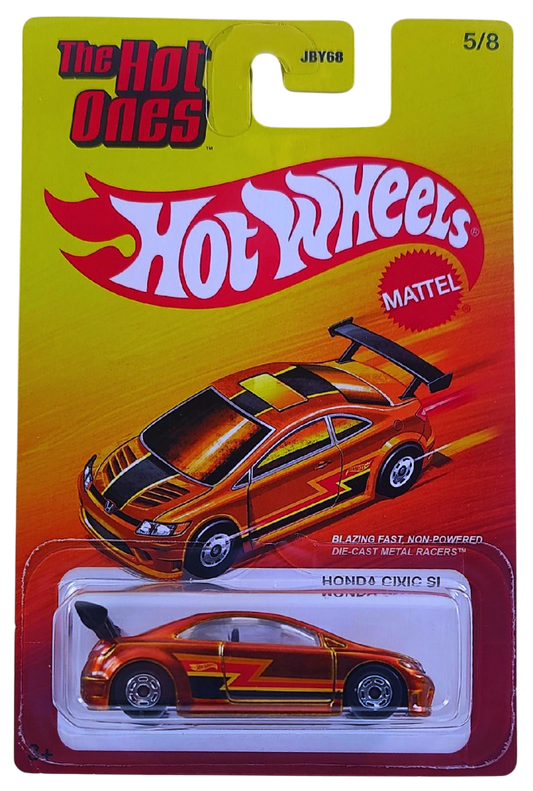 The Hot
Ones™
JBY68
5/8
Hot Wheels®
MATTEL
BLAZING FAST, NON-POWERED
DIE-CAST METAL RACERS™
HONDA CIVIC SI
3+